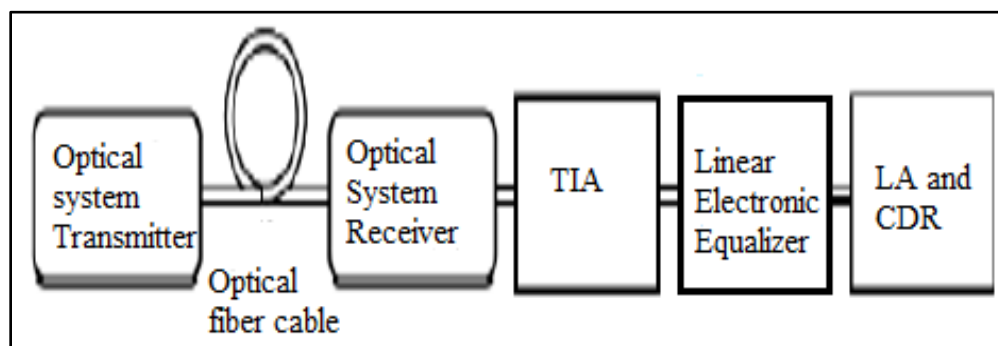 Optical
system
Transmitter
Optical
fiber cable
Optical
System
Receiver
TIA
Linear
Electronic
Equalizer
LA and
CDR